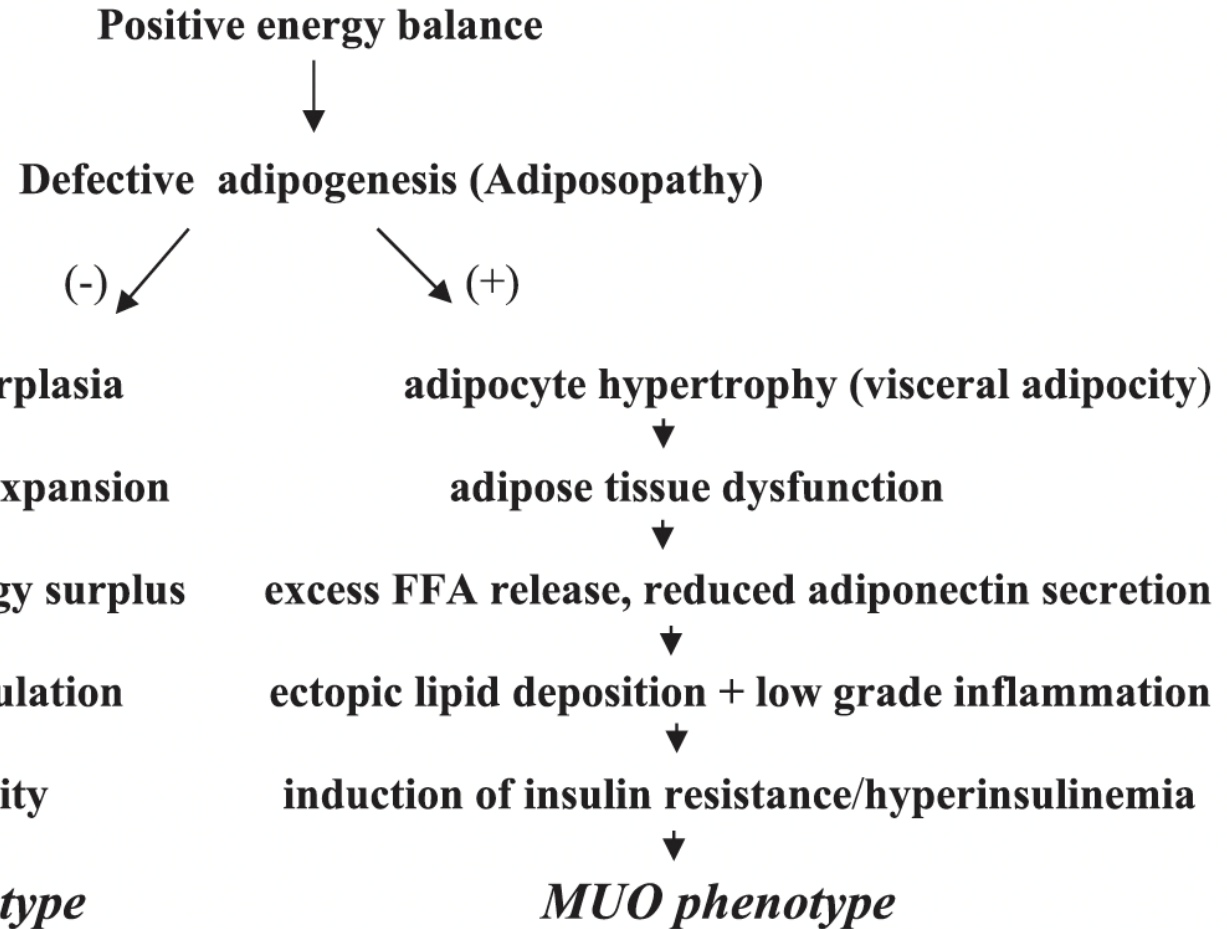 Positive energy balance
Defective adipogenesis (Adiposopathy)
(-) (+)
rplasia adipocyte hypertrophy (visceral adipocity)
xpansion adipose tissue dysfunction
gy surplus excess FFA release, reduced adiponectin secretion
ulation ectopic lipid deposition + low grade inflammation
ity induction of insulin resistance/hyperinsulinemia
type MUO phenotype